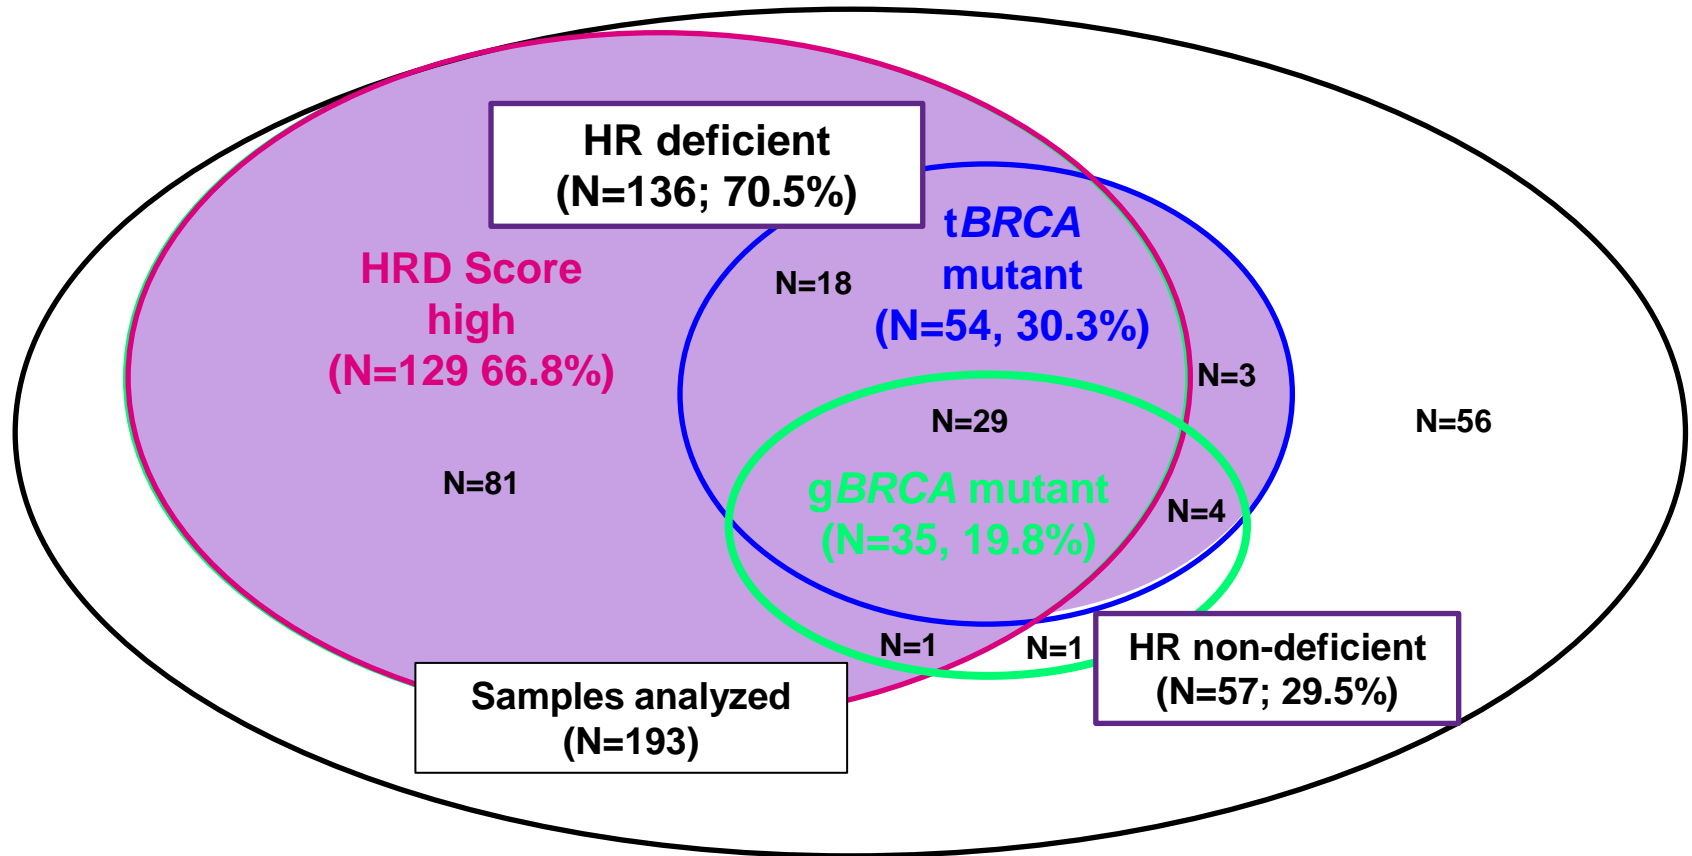 HR deficient
(N=136; 70.5%)
tBRCA
mutant
(N=54, 30.3%)
HRD Score
high
(N=129 66.8%)
N=18
N=3
N=29
N=56
N=81
gBRCA mutant
(N=35, 19.8%)
N=4
N=1
N=1
HR non-deficient
(N=57; 29.5%)
Samples analyzed
(N=193)